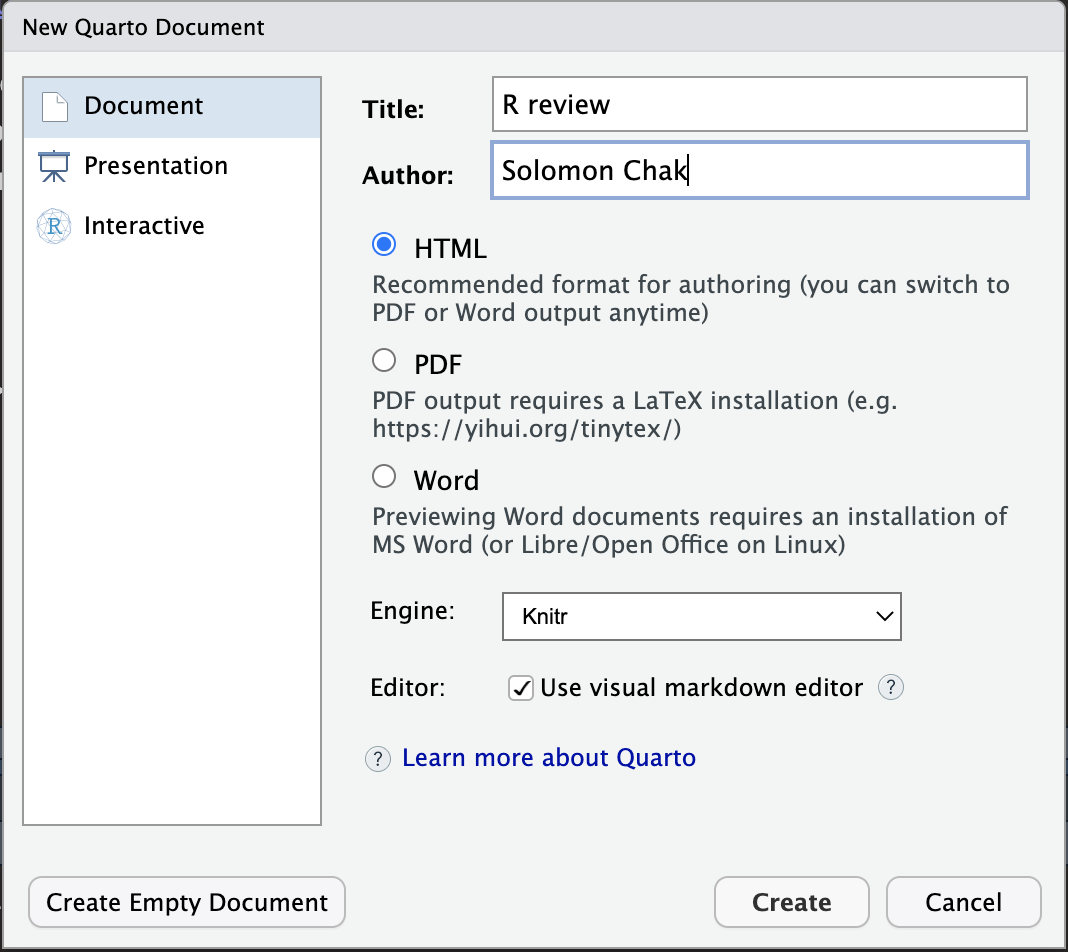 New Quarto Document
Document
Presentation
R
Interactive
Title:
R review
Author:
Solomon Chak
HTML
Recommended format for authoring (you can switch to
PDF or Word output anytime)
PDF
PDF output requires a LaTeX installation (e.g.
https://yihui.org/tinytex/)
Word
Previewing Word documents requires an installation of
MS Word (or Libre/Open Office on Linux)
Engine:
Knitr
Editor:
Use visual markdown editor ?
? Learn more about Quarto
Create Empty Document
Create
Cancel